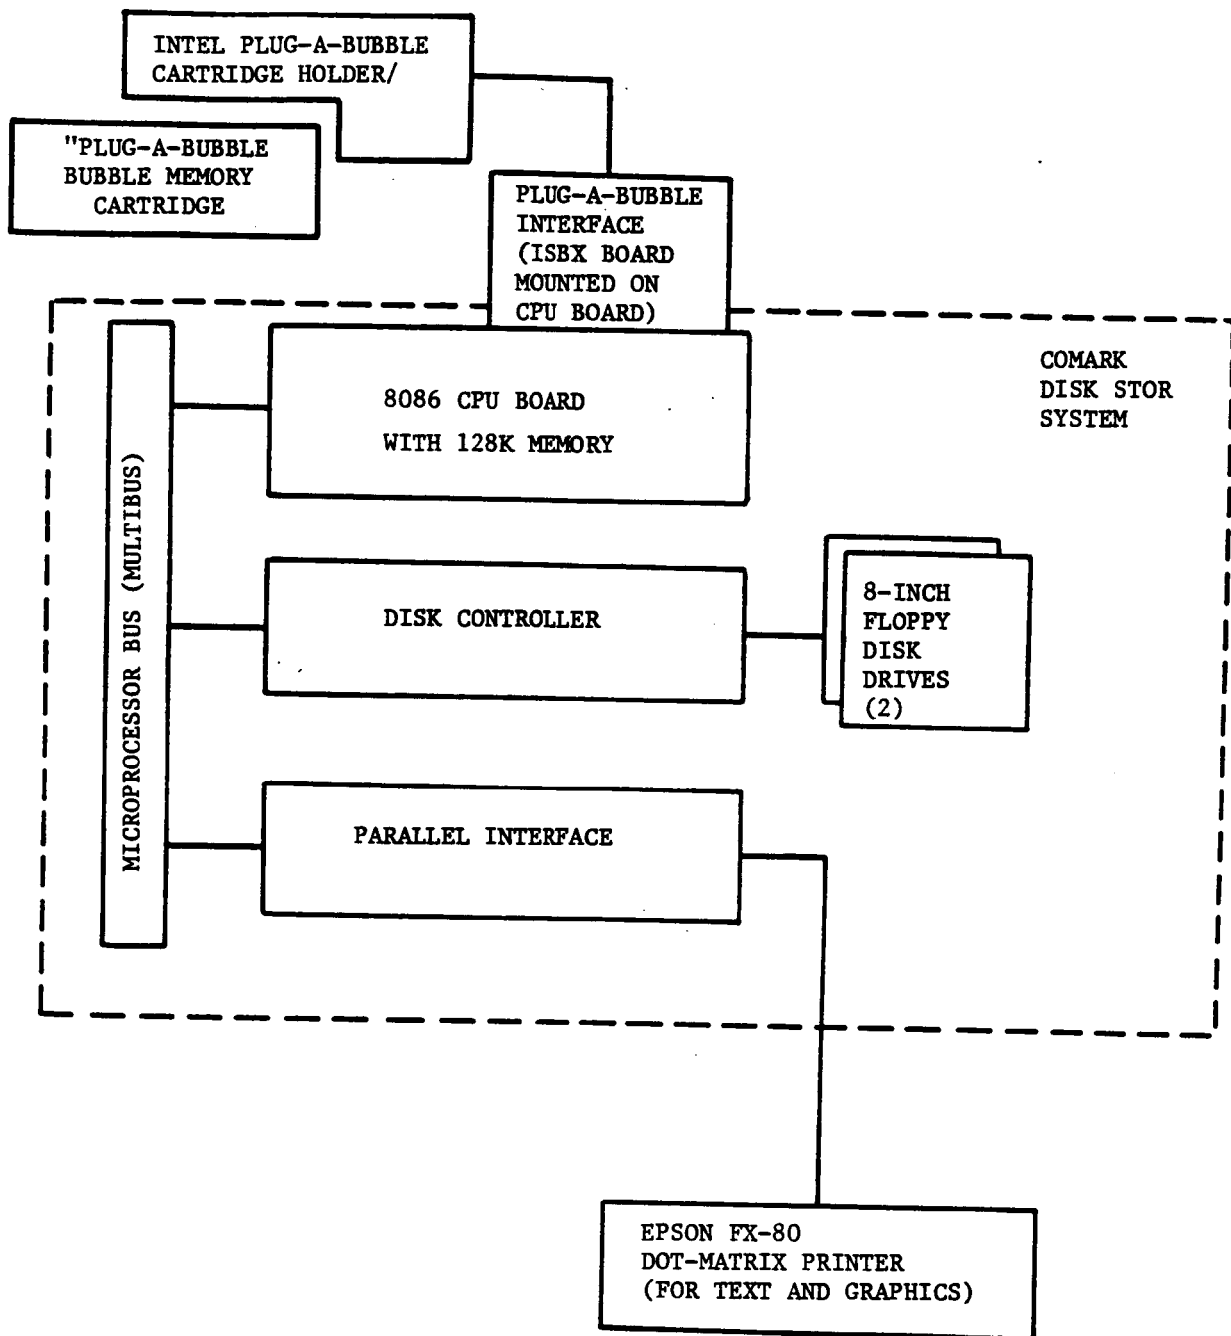 INTEL PLUG-A-BUBBLE
CARTRIDGE HOLDER/
"PLUG-A-BUBBLE
BUBBLE MEMORY
CARTRIDGE
PLUG-A-BUBBLE
INTERFACE
(ISBX BOARD
MOUNTED ON
CPU BOARD)
COMARK
DISK STOR
SYSTEM
8086 CPU BOARD
WITH 128K MEMORY
MICROPROCESSOR BUS (MULTIBUS)
DISK CONTROLLER
8-INCH
FLOPPY
DISK
DRIVES
(2)
PARALLEL INTERFACE
EPSON FX-80
DOT-MATRIX PRINTER
(FOR TEXT AND GRAPHICS)